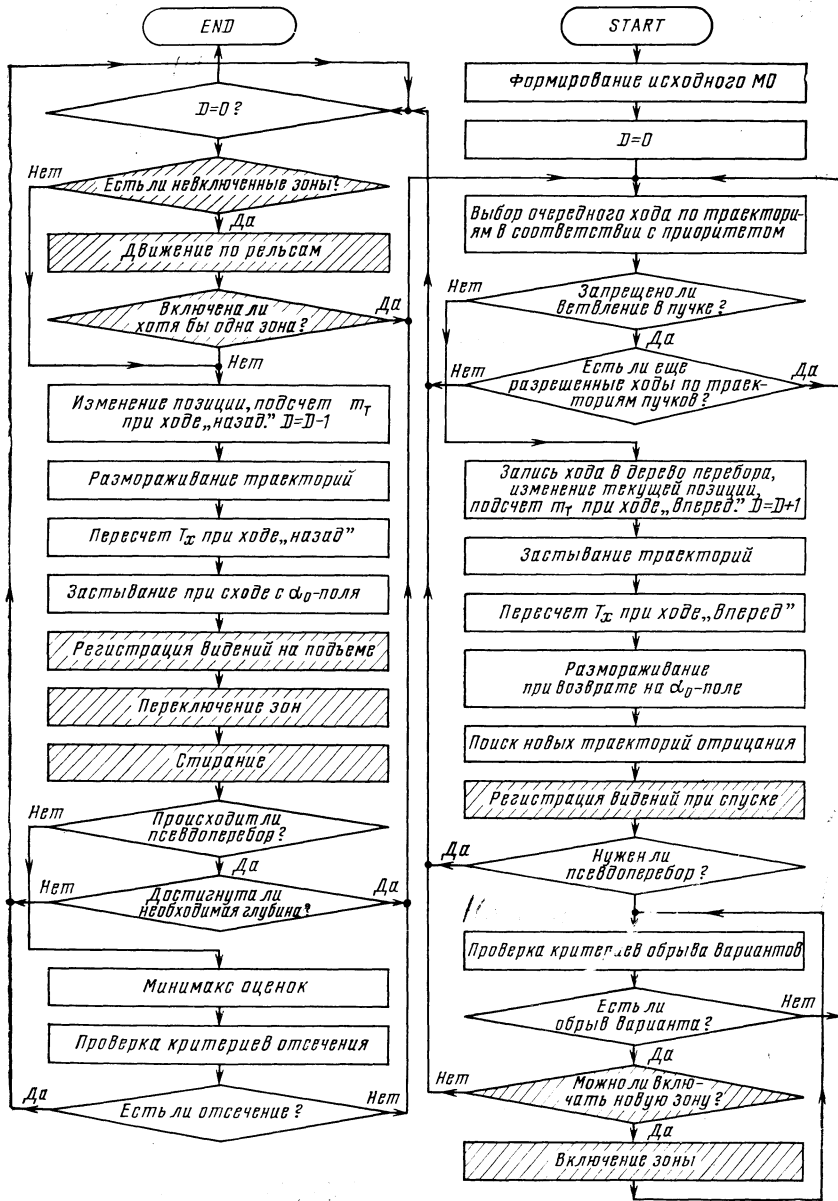 END
D=0?
Нет
Есть ли невключенные зоны?
Да
Движение по рельсам
Включена ли
хотя бы одна зона?
Да
Нет
Изменение позиции, подсчет m_T
при ходе „назад.” D=D-1
Размораживание траекторий
Пересчет T_x при ходе „назад”
Застывание при сходе с α_0-поля
Регистрация видений на подъеме
Переключение зон
Стирание
Нет
Происходит ли
псевдоперебор?
Да
Нет
Достигнута ли
необходимая глубина?
Да
Минимакс оценок
Проверка критериев отсечения
Да
Есть ли отсечение?
Нет
START
Формирование исходного МО
D=0
Выбор очередного хода по траектори-
ям в соответствии с приоритетом
Нет
Запрещено ли
ветвление в пучке?
Да
Нет
Есть ли еще
разрешенные ходы по траек-
ториям пучков?
Да
Запись хода в дерево перебора,
изменение текущей позиции,
подсчет m_T при ходе „вперед.” D=D+1
Застывание траекторий
Пересчет T_x при ходе „вперед”
Размораживание
при возврате на α_0-поле
Поиск новых траекторий отрицания
Регистрация видений при спуске
Да
Нужен ли
псевдоперебор?
Проверка критериев обрыва вариантов
Есть ли
обрыв варианта?
Нет
Да
Нет
Можно ли вклю-
чать новую зону?
Да
Включение зоны